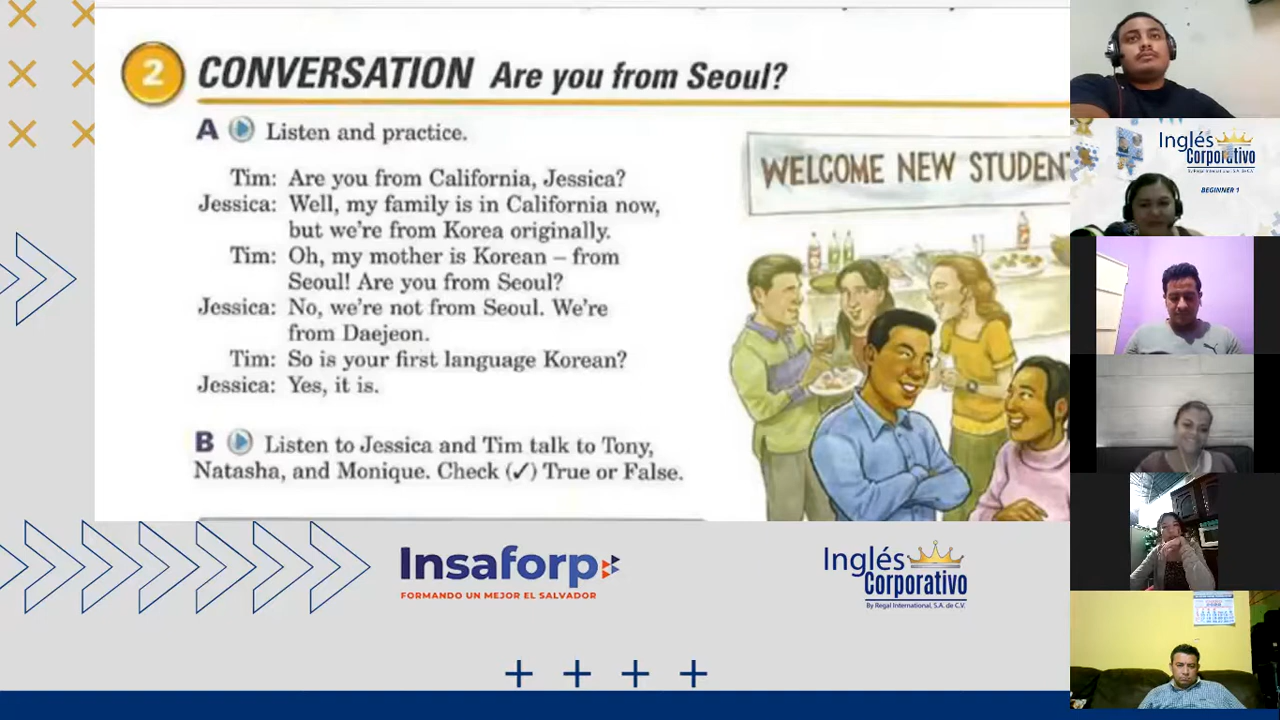 2 CONVERSATION Are you from Seoul?
A Listen and practice.
Tim: Are you from California, Jessica?
Jessica: Well, my family is in California now,
but we're from Korea originally.
Tim: Oh, my mother is Korean – from
Seoul! Are you from Seoul?
Jessica: No, we're not from Seoul. We're
from Daejeon.
Tim: So is your first language Korean?
Jessica: Yes, it is.
B Listen to Jessica and Tim talk to Tony,
Natasha, and Monique. Check (✓) True or False.
WELCOME NEW STUDENT
Insaforp
FORMANDO UN MEJOR EL SALVADOR
Inglés
Corporativo
By Regal International, S.A. de C.V.
Inglés
Corporativo
By Regal International, S.A. de C.V.
BEGINNER 1